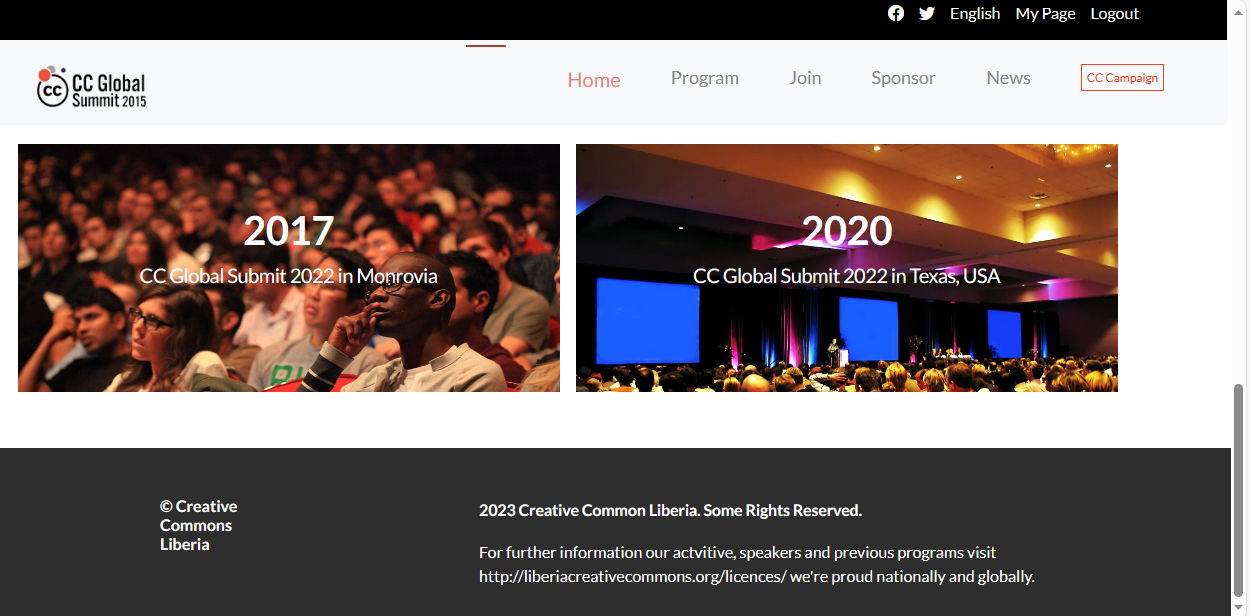 English My Page Logout
CC Global
Summit 2015
cc
Home Program Join Sponsor News CC Campaign
2017
CC Global Submit 2022 in Monrovia
2020
CC Global Submit 2022 in Texas, USA
© Creative
Commons
Liberia
2023 Creative Common Liberia. Some Rights Reserved.
For further information our actvitive, speakers and previous programs visit
http://liberiacreativecommons.org/licences/ we're proud nationally and globally.